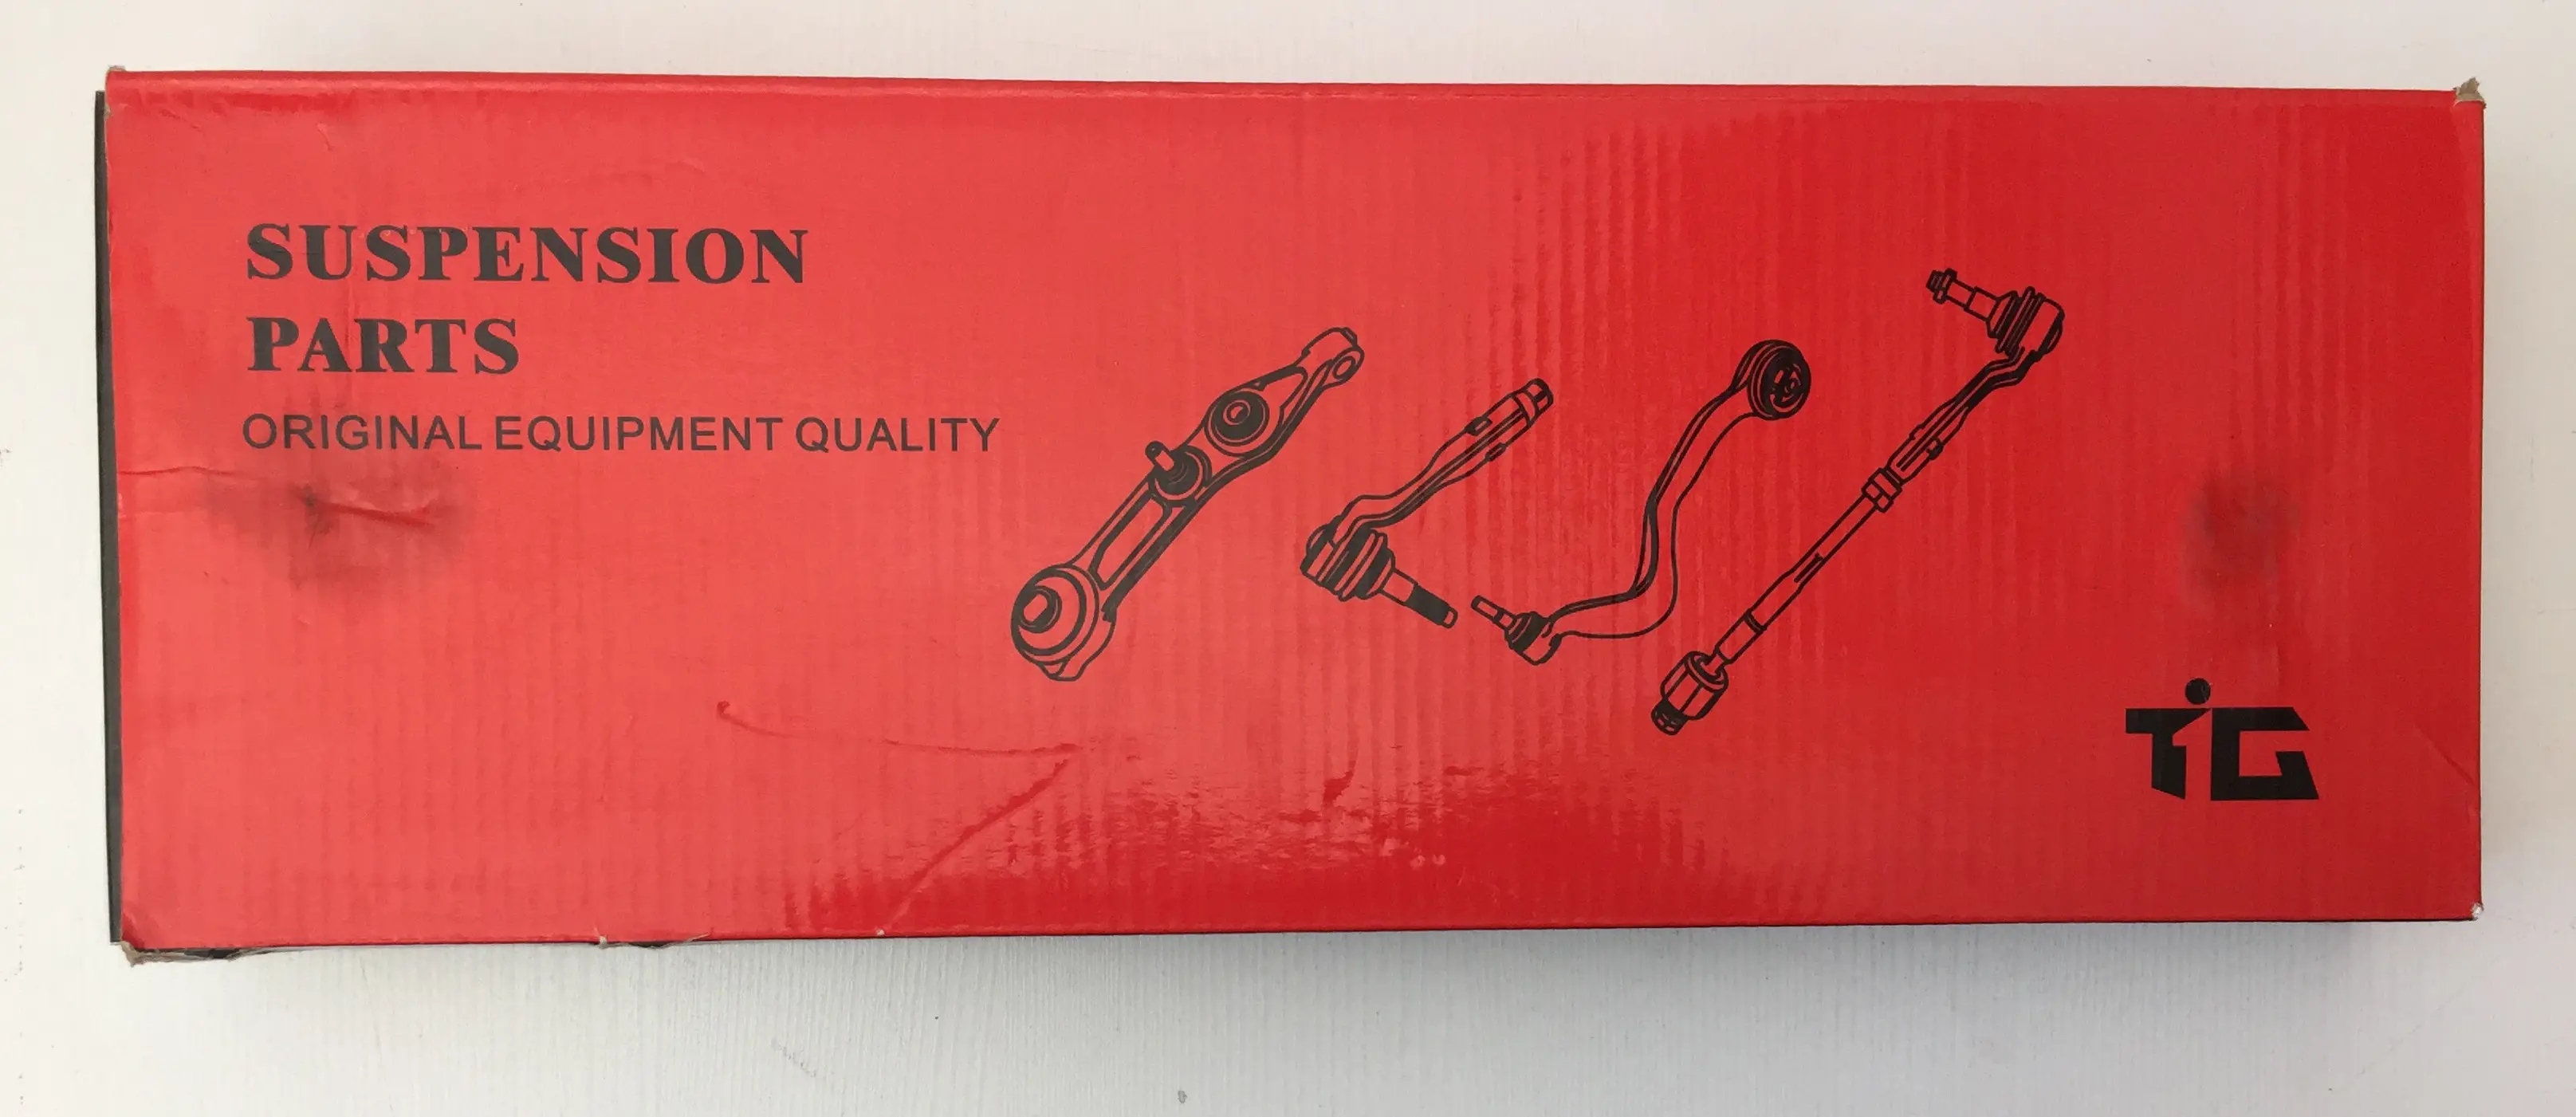 SUSPENSION
PARTS
ORIGINAL EQUIPMENT QUALITY
TiG